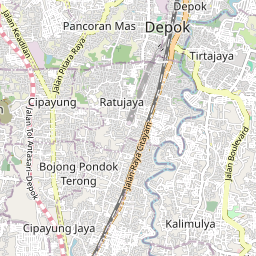 Depok
Pancoran Mas
Depok
Jalan Keadilan
Jalan Pitara Raya
Tirtajaya
Cipayung
Ratujaya
Jalan Tol Antasari-Depok
Jalan Raya Citayam
Jalan Boulevard
Bojong Pondok
Terong
Kalimulya
Cipayung Jaya